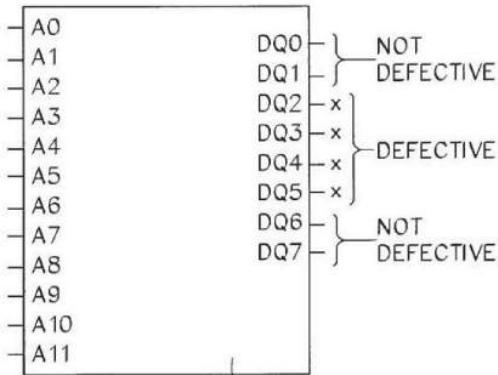 A0
A1
A2
A3
A4
A5
A6
A7
A8
A9
A10
A11
DQ0
DQ1
DQ2 x
DQ3 x
DQ4 x
DQ5 x
DQ6
DQ7
NOT
DEFECTIVE
DEFECTIVE
NOT
DEFECTIVE